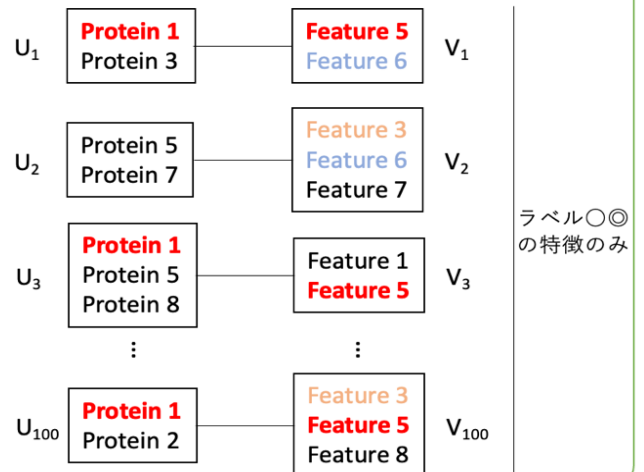 U1 Protein 1 Feature 5 V1
Protein 3 Feature 6
U2 Protein 5 Feature 3 V2
Protein 7 Feature 6
Feature 7
U3 Protein 1 Feature 1 V3
Protein 5 Feature 5
Protein 8
⋮ ⋮
U100 Protein 1 Feature 3 V100
Protein 2 Feature 5
Feature 8
ラベル○◎
の特徴のみ